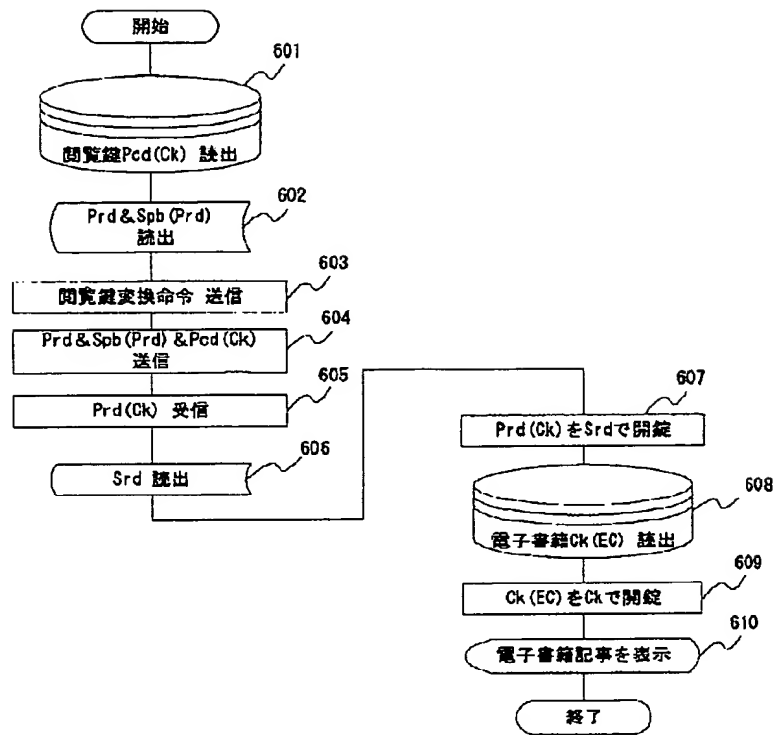 開始
601
閲覧鍵Pcd(Ck) 読出
602
Prd&Spb(Prd)
読出
603
閲覧鍵変換命令 送信
604
Prd&Spb(Prd)&Pcd(Ck)
送信
605
Prd(Ck) 受信
606
Srd 読出
607
Prd(Ck)をSrdで開錠
608
電子書籍Ck(EC) 読出
609
Ck(EC)をCkで開錠
610
電子書籍記事を表示
終了